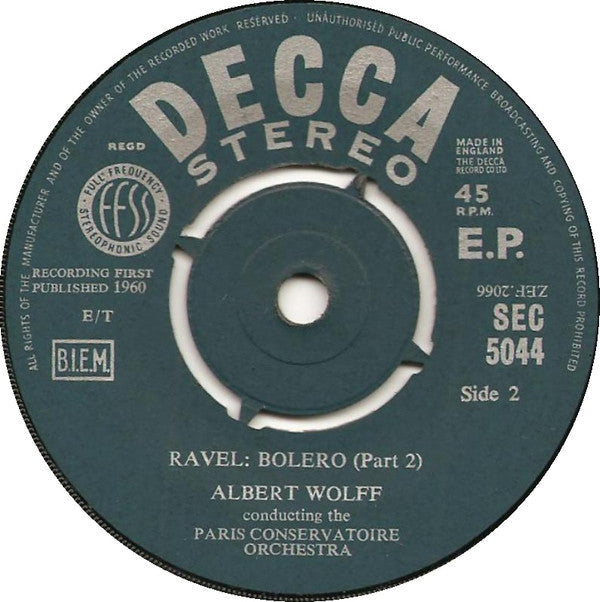 ALL RIGHTS OF THE MANUFACTURER AND OF THE OWNER OF THE RECORDED WORK RESERVED · UNAUTHORISED PUBLIC PERFORMANCE BROADCASTING AND COPYING OF THIS RECORD PROHIBITED
DECCA
STEREO
REGD
FULL FREQUENCY
FFSS
STEREOPHONIC SOUND
RECORDING FIRST
PUBLISHED 1960
E/T
B.I.E.M.
MADE IN
ENGLAND
THE DECCA
RECORD CO LTD
45
R.P.M.
E.P.
ZEF.2066
SEC
5044
Side 2
RAVEL: BOLERO (Part 2)
ALBERT WOLFF
conducting the
PARIS CONSERVATOIRE
ORCHESTRA